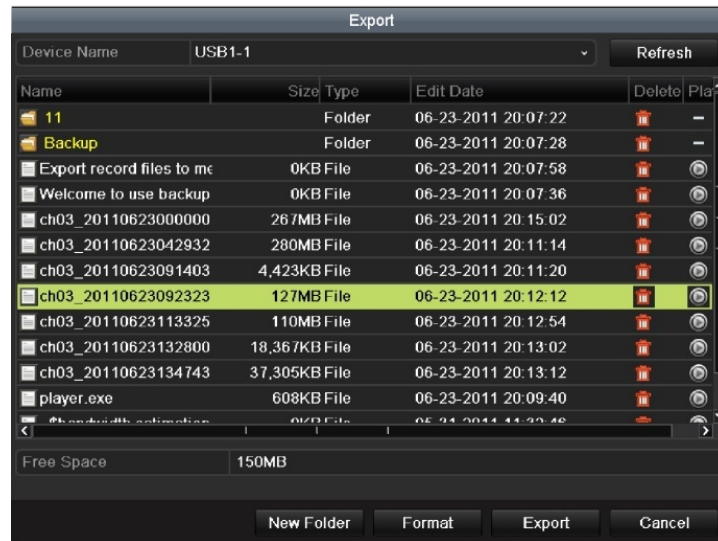 Export
Device Name USB1-1 Refresh
Name Size Type Edit Date Delete Pla
11 Folder 06-23-2011 20:07:22 –
Backup Folder 06-23-2011 20:07:28 –
Export record files to me 0KB File 06-23-2011 20:07:58
Welcome to use backup 0KB File 06-23-2011 20:07:36
ch03_20110623000000 267MB File 06-23-2011 20:15:02
ch03_20110623042932 280MB File 06-23-2011 20:11:14
ch03_20110623091403 4,423KB File 06-23-2011 20:11:20
ch03_20110623092323 127MB File 06-23-2011 20:12:12
ch03_20110623113325 110MB File 06-23-2011 20:12:54
ch03_20110623132800 18,367KB File 06-23-2011 20:13:02
ch03_20110623134743 37,305KB File 06-23-2011 20:13:12
player.exe 608KB File 06-23-2011 20:09:40
Free Space 150MB
New Folder Format Export Cancel